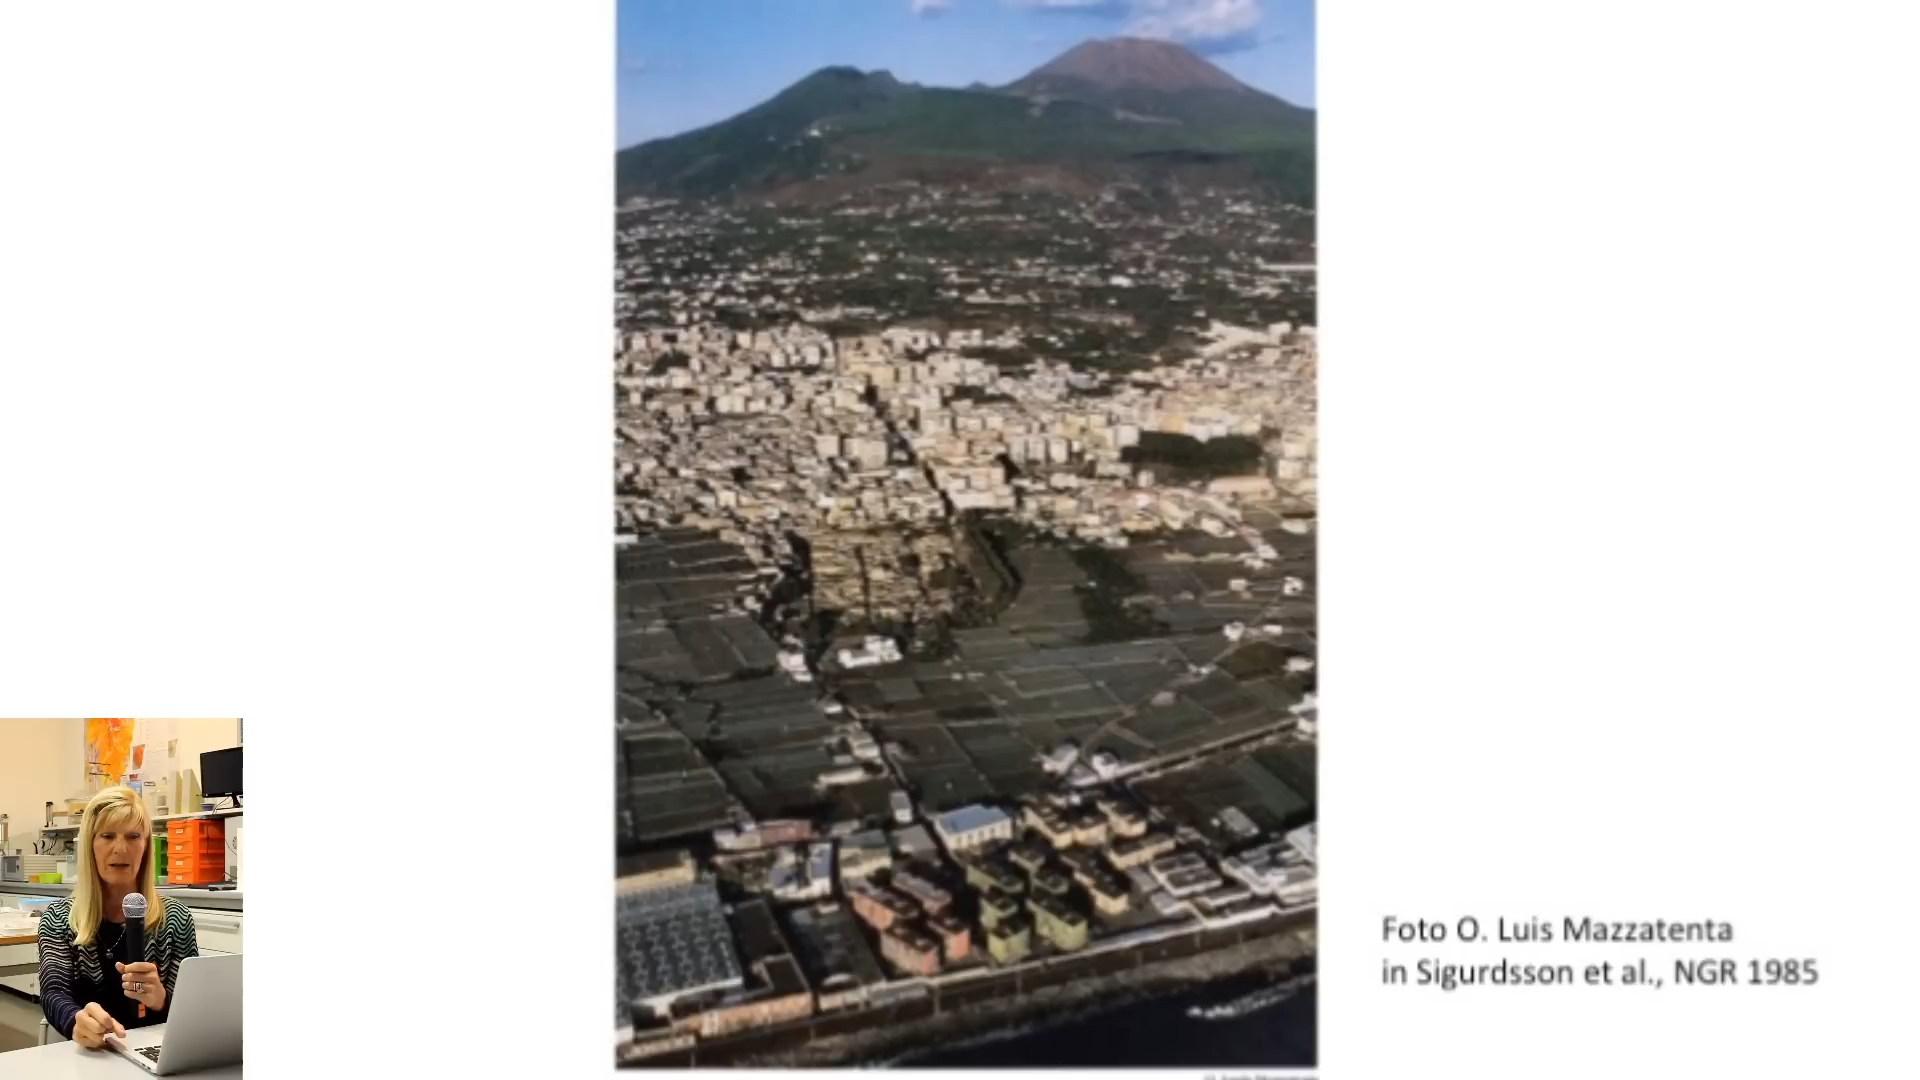 Foto O. Luis Mazzatenta
in Sigurdsson et al., NGR 1985